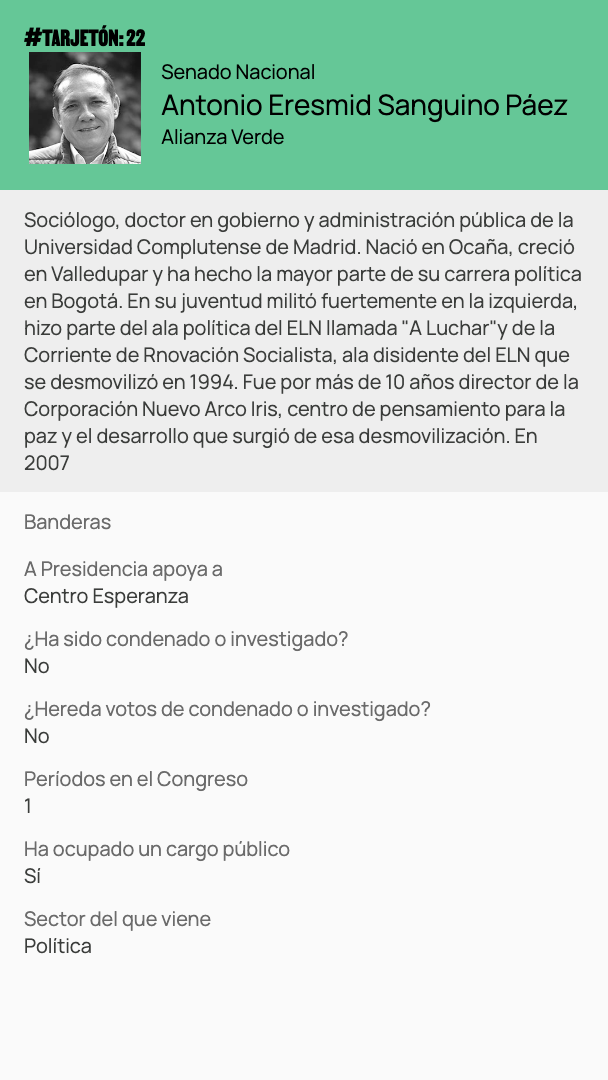 #TARJETÓN: 22
Senado Nacional
Antonio Eresmid Sanguino Páez
Alianza Verde
Sociólogo, doctor en gobierno y administración pública de la
Universidad Complutense de Madrid. Nació en Ocaña, creció
en Valledupar y ha hecho la mayor parte de su carrera política
en Bogotá. En su juventud militó fuertemente en la izquierda,
hizo parte del ala política del ELN llamada "A Luchar"y de la
Corriente de Rnovación Socialista, ala disidente del ELN que
se desmovilizó en 1994. Fue por más de 10 años director de la
Corporación Nuevo Arco Iris, centro de pensamiento para la
paz y el desarrollo que surgió de esa desmovilización. En
2007
Banderas
A Presidencia apoya a
Centro Esperanza
¿Ha sido condenado o investigado?
No
¿Hereda votos de condenado o investigado?
No
Períodos en el Congreso
1
Ha ocupado un cargo público
Sí
Sector del que viene
Política